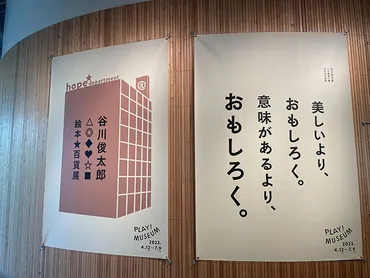 hope★department
谷川俊太郎
△◎◆♥☆■
絵本★百貨展
PLAY!
MUSEUM
2023.
4.12–7.9
美しいより、
おもしろく。
意味があるより、
おもしろく。
PLAY!
MUSEUM
2023.
4.12–7.9